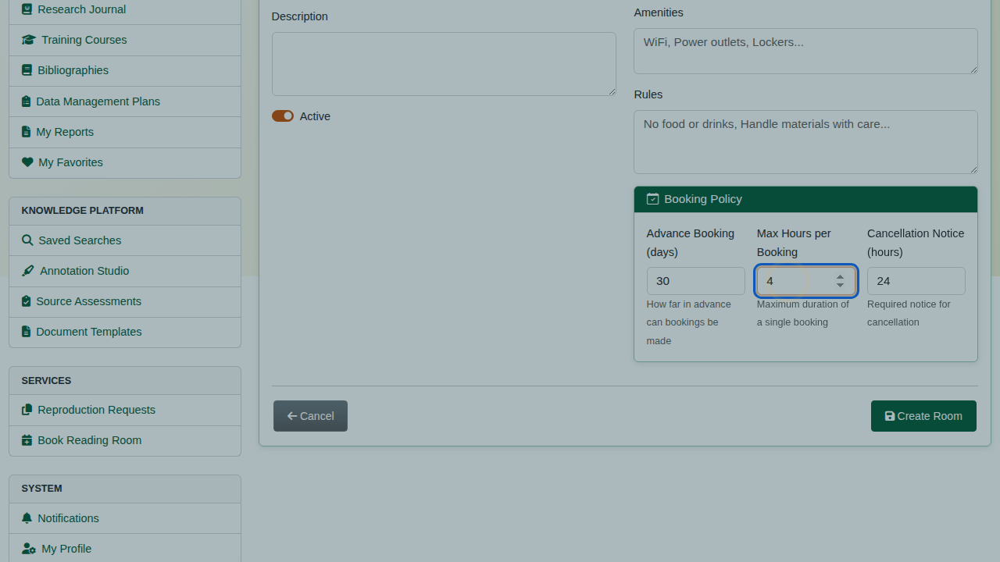 Research Journal
Training Courses
Bibliographies
Data Management Plans
My Reports
My Favorites
KNOWLEDGE PLATFORM
Saved Searches
Annotation Studio
Source Assessments
Document Templates
SERVICES
Reproduction Requests
Book Reading Room
SYSTEM
Notifications
My Profile
Description
Active
Amenities
WiFi, Power outlets, Lockers...
Rules
No food or drinks, Handle materials with care...
Booking Policy
Advance Booking
(days)
30
How far in advance
can bookings be
made
Max Hours per
Booking
4
Maximum duration of
a single booking
Cancellation Notice
(hours)
24
Required notice for
cancellation
Cancel
Create Room